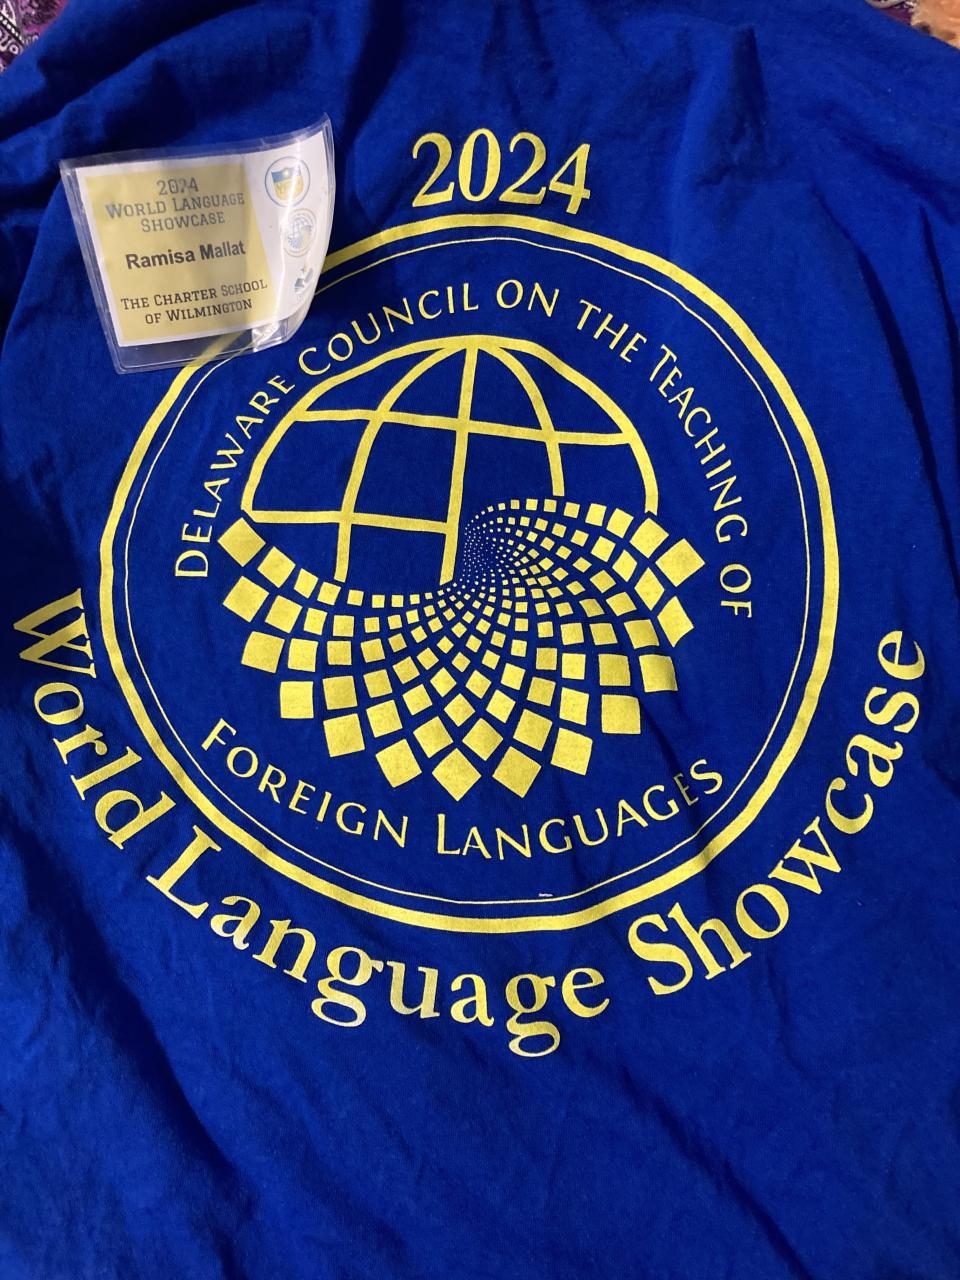 2024
WORLD LANGUAGE
SHOWCASE
Ramisa Mallat
THE CHARTER SCHOOL
OF WILMINGTON
2024
DELAWARE COUNCIL ON THE TEACHING OF
FOREIGN LANGUAGES
World Language Showcase